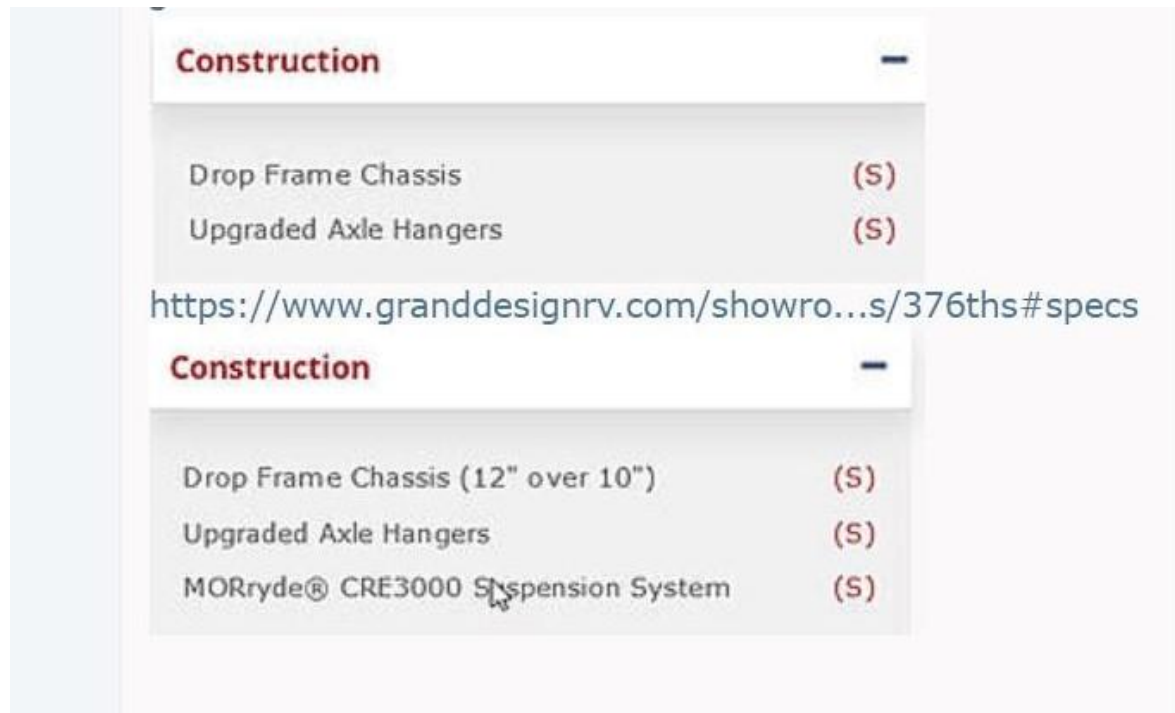 Construction
Drop Frame Chassis (S)
Upgraded Axle Hangers (S)
https://www.granddesignrv.com/showro...s/376ths#specs
Construction
Drop Frame Chassis (12" over 10") (S)
Upgraded Axle Hangers (S)
MORryde® CRE3000 Suspension System (S)